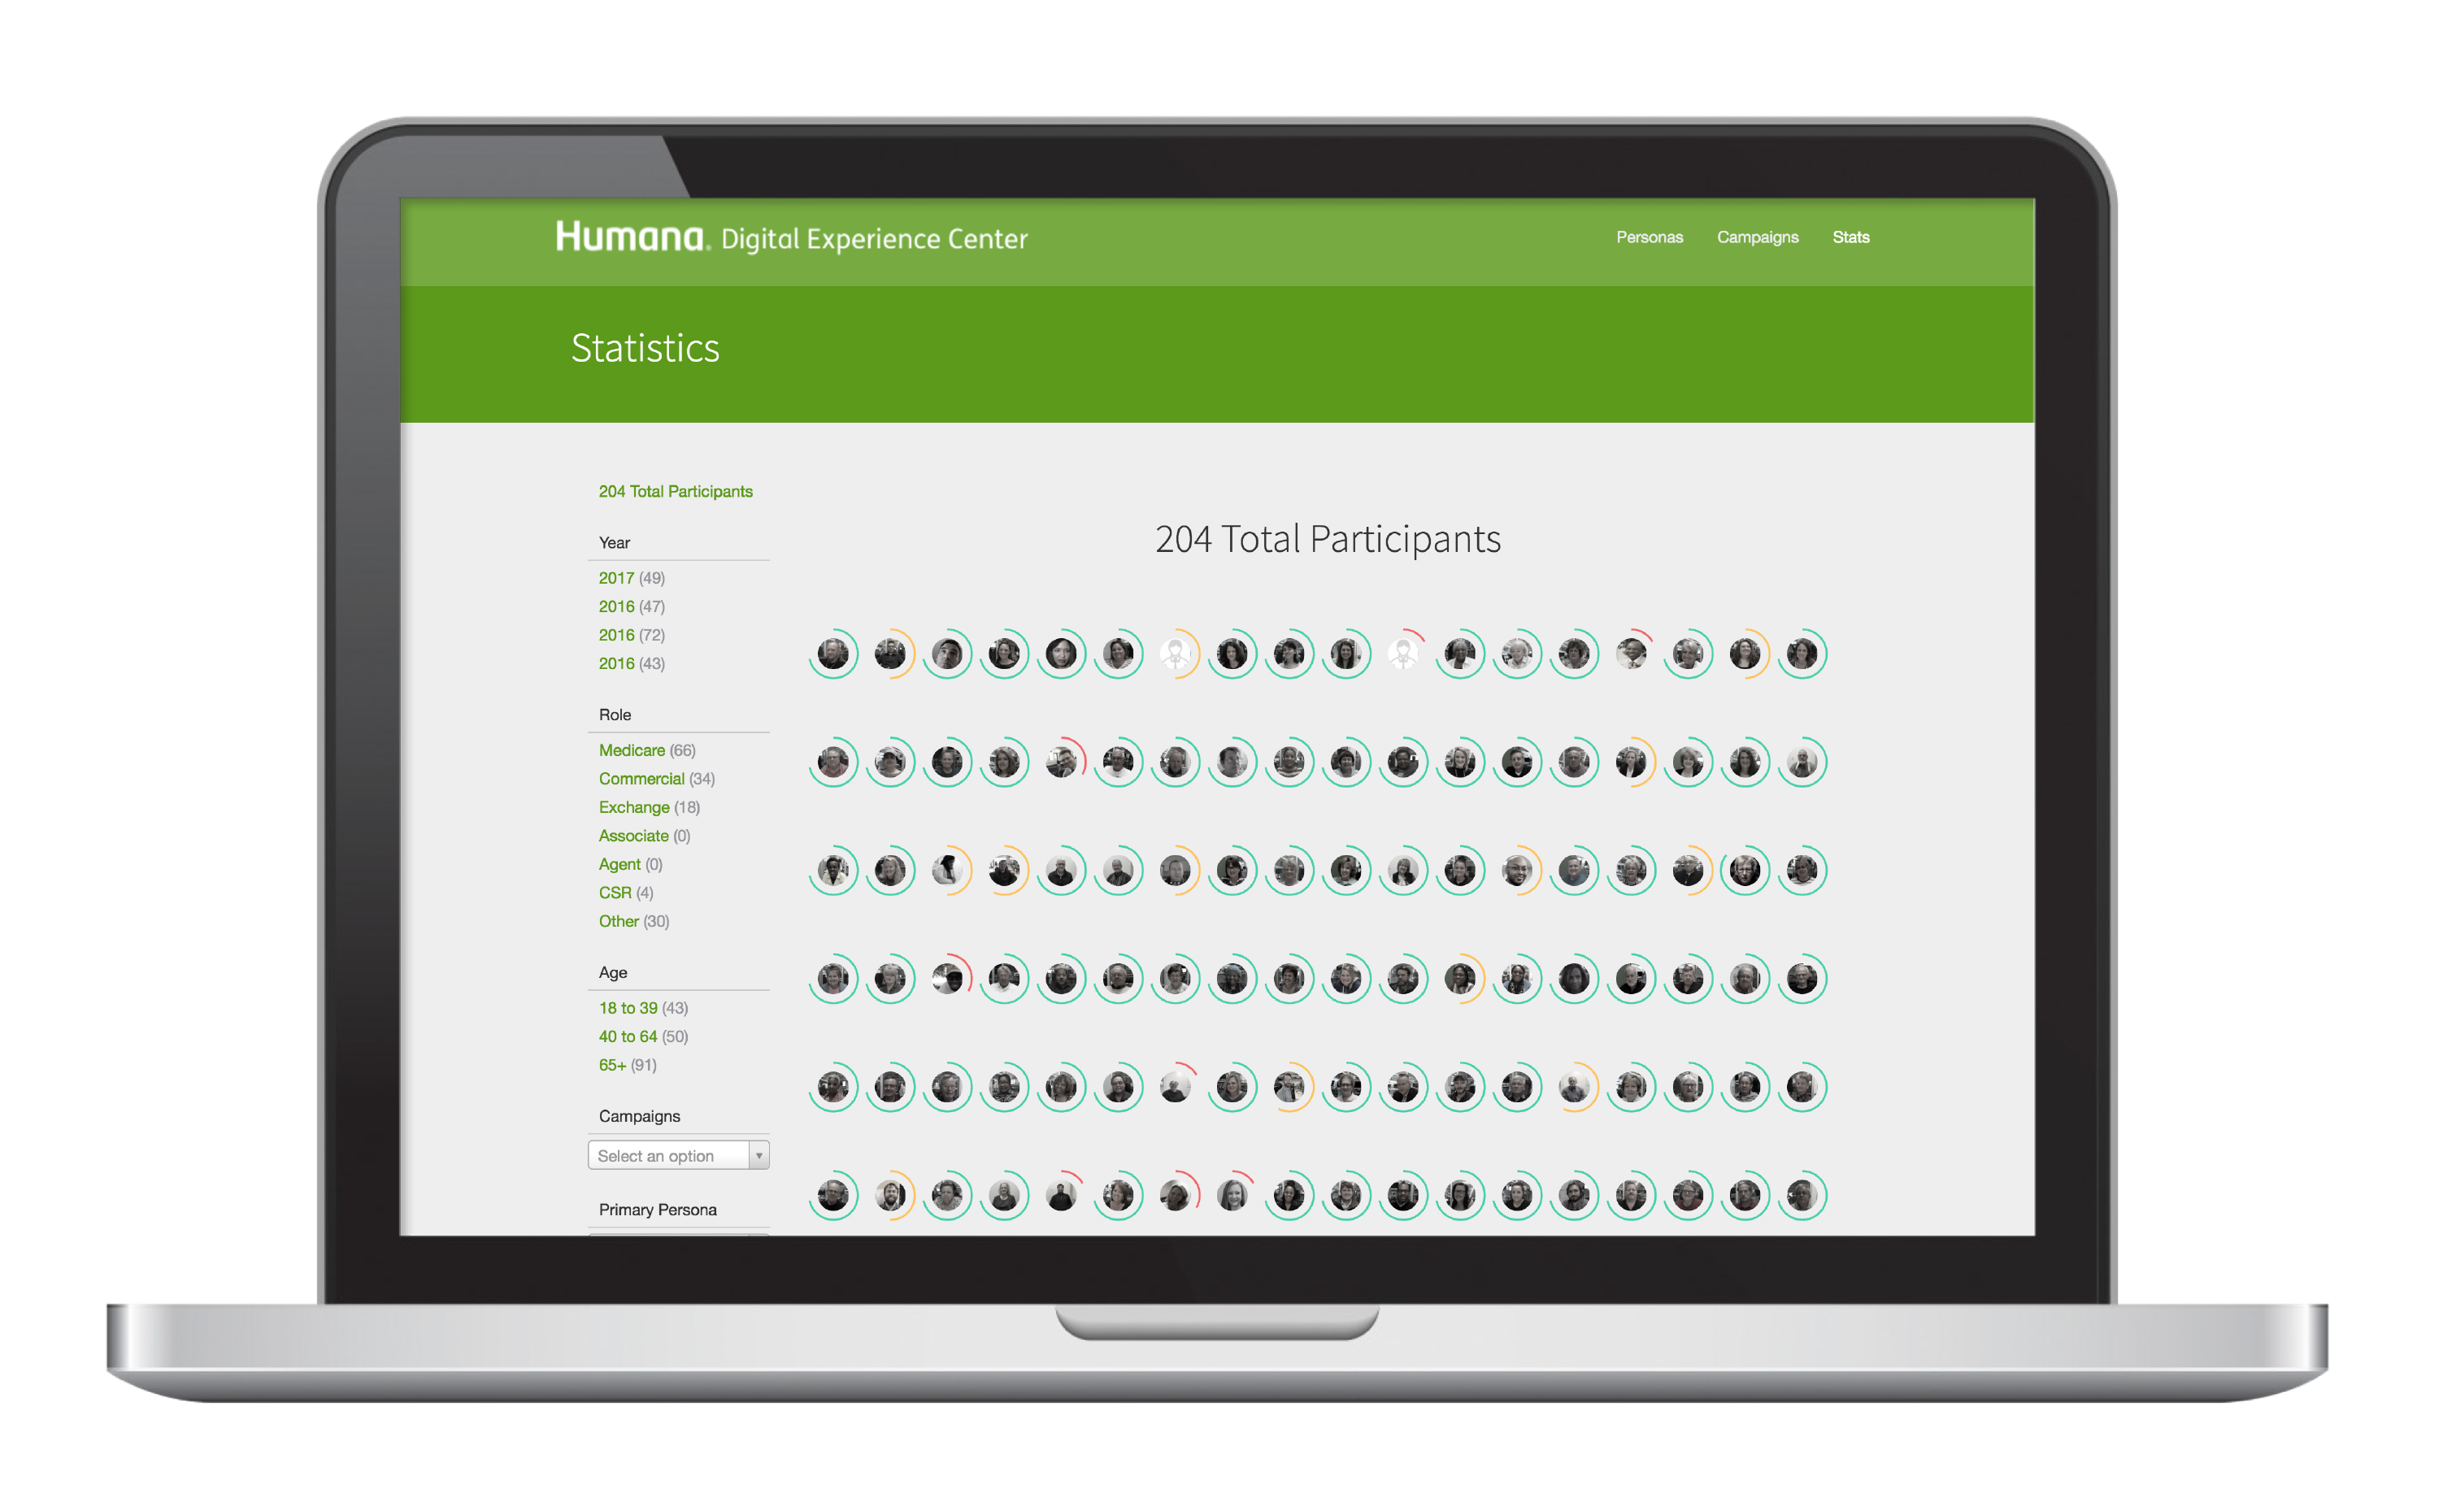 Humana. Digital Experience Center
Personas Campaigns Stats
Statistics
204 Total Participants
Year
2017 (49)
2016 (47)
2016 (72)
2016 (43)
Role
Medicare (66)
Commercial (34)
Exchange (18)
Associate (0)
Agent (0)
CSR (4)
Other (30)
Age
18 to 39 (43)
40 to 64 (50)
65+ (91)
Campaigns
Select an option
Primary Persona
204 Total Participants